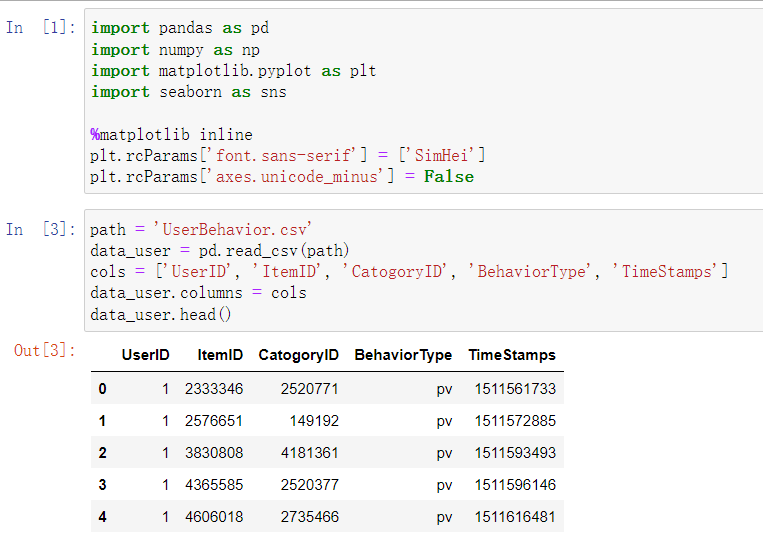 In [1]: import pandas as pd
import numpy as np
import matplotlib.pyplot as plt
import seaborn as sns
%matplotlib inline
plt.rcParams['font.sans-serif'] = ['SimHei']
plt.rcParams['axes.unicode_minus'] = False
In [3]: path = 'UserBehavior.csv'
data_user = pd.read_csv(path)
cols = ['UserID', 'ItemID', 'CatogoryID', 'BehaviorType', 'TimeStamps']
data_user.columns = cols
data_user.head()
Out[3]:
UserID ItemID CatogoryID BehaviorType TimeStamps
0 1 2333346 2520771 pv 1511561733
1 1 2576651 149192 pv 1511572885
2 1 3830808 4181361 pv 1511593493
3 1 4365585 2520377 pv 1511596146
4 1 4606018 2735466 pv 1511616481